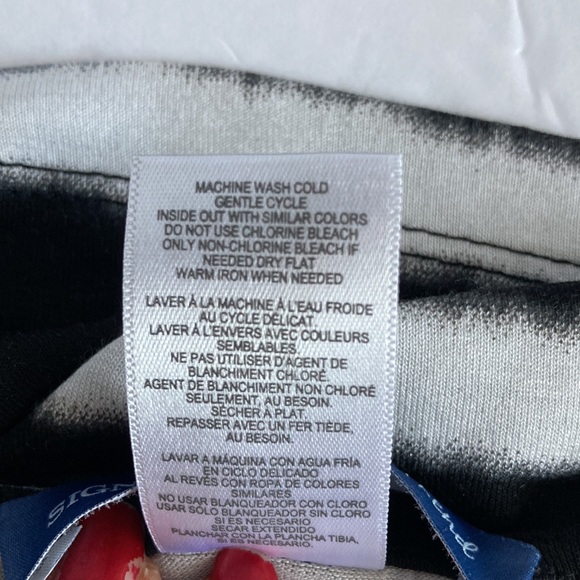 MACHINE WASH COLD
GENTLE CYCLE
INSIDE OUT WITH SIMILAR COLORS
DO NOT USE CHLORINE BLEACH
ONLY NON-CHLORINE BLEACH IF
NEEDED DRY FLAT
WARM IRON WHEN NEEDED
LAVER À LA MACHINE À L'EAU FROIDE
AU CYCLE DÉLICAT.
LAVER À L'ENVERS AVEC COULEURS
SEMBLABLES.
NE PAS UTILISER D'AGENT DE
BLANCHIMENT CHLORÉ.
AGENT DE BLANCHIMENT NON CHLORÉ
SEULEMENT, AU BESOIN.
SÉCHER À PLAT.
REPASSER AVEC UN FER TIÈDE,
AU BESOIN.
LAVAR A MÁQUINA CON AGUA FRÍA
EN CICLO DELICADO
AL REVÉS CON ROPA DE COLORES
SIMILARES
NO USAR BLANQUEADOR CON CLORO
USAR SÓLO BLANQUEADOR SIN CLORO
SI ES NECESARIO
SECAR EXTENDIDO
PLANCHAR CON LA PLANCHA TIBIA,
SI ES NECESARIO.
SIGN